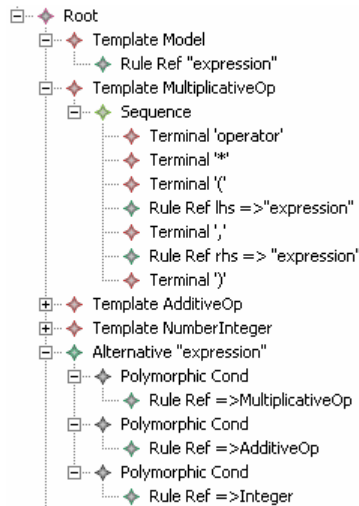 Root
Template Model
Rule Ref "expression"
Template MultiplicativeOp
Sequence
Terminal 'operator'
Terminal '*'
Terminal '('
Rule Ref lhs =>"expression"
Terminal ','
Rule Ref rhs => "expression"
Terminal ')'
Template AdditiveOp
Template NumberInteger
Alternative "expression"
Polymorphic Cond
Rule Ref =>MultiplicativeOp
Polymorphic Cond
Rule Ref =>AdditiveOp
Polymorphic Cond
Rule Ref =>Integer